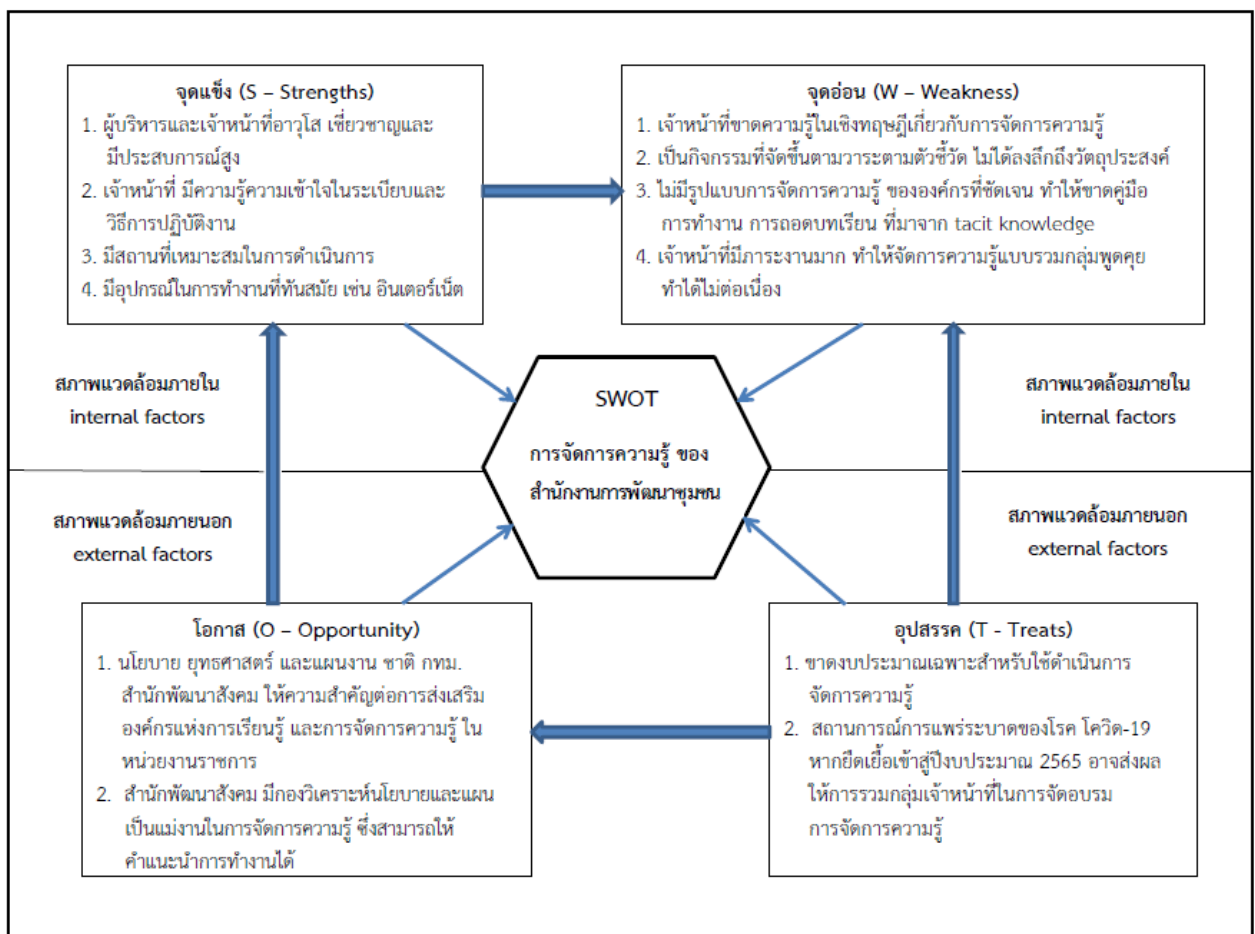 จุดแข็ง (S – Strengths)
1. ผู้บริหารและเจ้าหน้าที่อาวุโส เชี่ยวชาญและ
มีประสบการณ์สูง
2. เจ้าหน้าที่ มีความรู้ความเข้าใจในระเบียบและ
วิธีการปฏิบัติงาน
3. มีสถานที่เหมาะสมในการดำเนินการ
4. มีอุปกรณ์ในการทำงานที่ทันสมัย เช่น อินเตอร์เน็ต
จุดอ่อน (W – Weakness)
1. เจ้าหน้าที่ขาดความรู้ในเชิงทฤษฎีเกี่ยวกับการจัดการความรู้
2. เป็นกิจกรรมที่จัดขึ้นตามวาระตามตัวชี้วัด ไม่ได้ลงลึกถึงวัตถุประสงค์
3. ไม่มีรูปแบบการจัดการความรู้ ขององค์กรที่ชัดเจน ทำให้ขาดคู่มือ
การทำงาน การถอดบทเรียน ที่มาจาก tacit knowledge
4. เจ้าหน้าที่มีภาระงานมาก ทำให้จัดการความรู้แบบรวมกลุ่มพูดคุย
ทำได้ไม่ต่อเนื่อง
สภาพแวดล้อมภายใน
internal factors
SWOT
การจัดการความรู้ ของ
สำนักงานการพัฒนาชุมชน
สภาพแวดล้อมภายใน
internal factors
สภาพแวดล้อมภายนอก
external factors
สภาพแวดล้อมภายนอก
external factors
โอกาส (O – Opportunity)
1. นโยบาย ยุทธศาสตร์ และแผนงาน ชาติ กทม.
สำนักพัฒนาสังคม ให้ความสำคัญต่อการส่งเสริม
องค์กรแห่งการเรียนรู้ และการจัดการความรู้ ใน
หน่วยงานราชการ
2. สำนักพัฒนาสังคม มีกองวิเคราะห์นโยบายและแผน
เป็นแม่งานในการจัดการความรู้ ซึ่งสามารถให้
คำแนะนำการทำงานได้
อุปสรรค (T - Treats)
1. ขาดงบประมาณเฉพาะสำหรับใช้ดำเนินการ
จัดการความรู้
2. สถานการณ์การแพร่ระบาดของโรค โควิด-19
หากยืดเยื้อเข้าสู่ปีงบประมาณ 2565 อาจส่งผล
ให้การรวมกลุ่มเจ้าหน้าที่ในการจัดอบรม
การจัดการความรู้